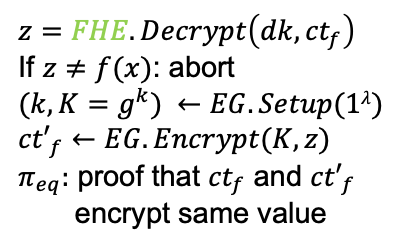 z = FHE.Decrypt(dk, ct_f)
If z ≠ f(x): abort
(k, K = g^k) ← EG.Setup(1^λ)
ct'_f ← EG.Encrypt(K, z)
π_eq: proof that ct_f and ct'_f
encrypt same value